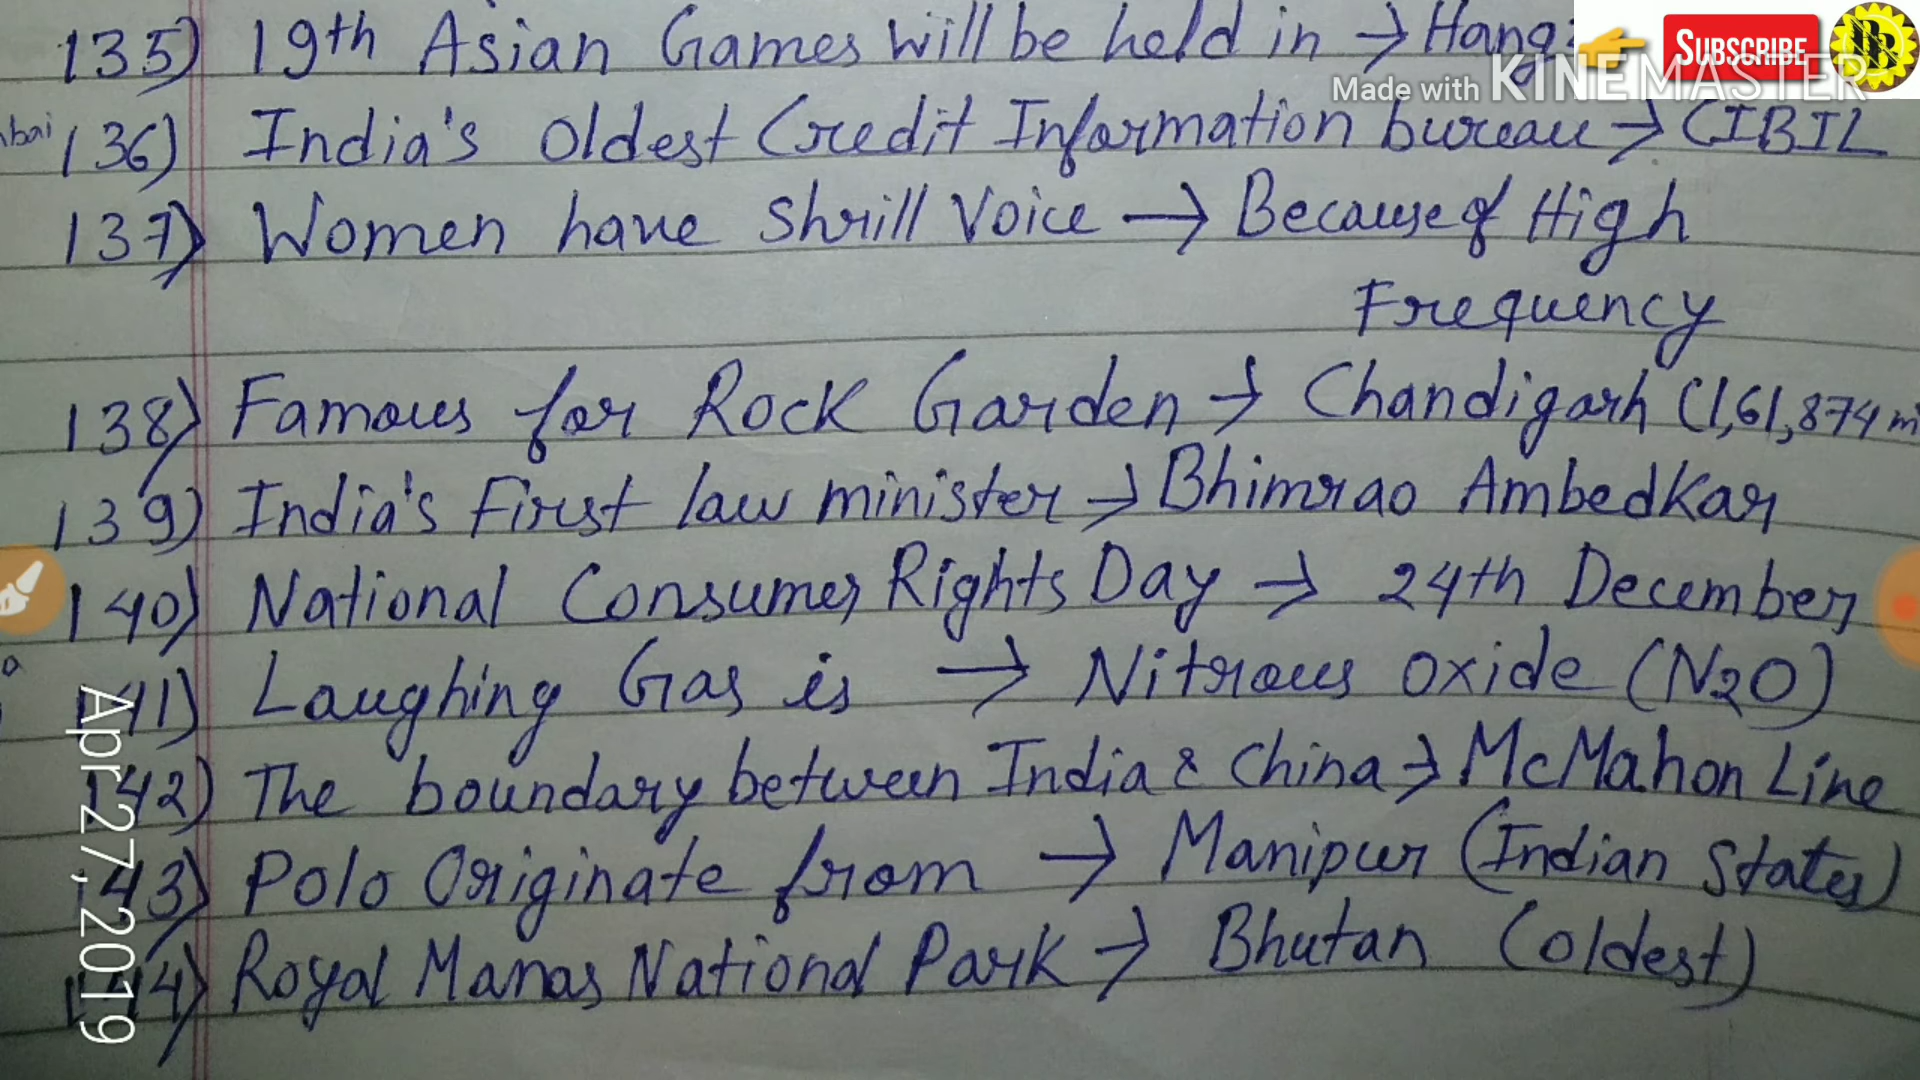 135) 19th Asian Games will be held in → Hang
SUBSCRIBE
Made with KINEMASTER
136) India's oldest Credit Information bureau → CIBIL
137) Women have Shrill Voice → Because of High
Frequency
138) Famous for Rock Garden → Chandigarh (1,61,874 m
139) India's First law minister → Bhimrao Ambedkar
140) National Consumer Rights Day → 24th December
141) Laughing Gas is → Nitrous oxide (N2O)
142) The boundary between India & China → McMahon Line
143) Polo Originate from → Manipur (Indian States)
144) Royal Manas National Park → Bhutan (oldest)
Apr 27, 2019